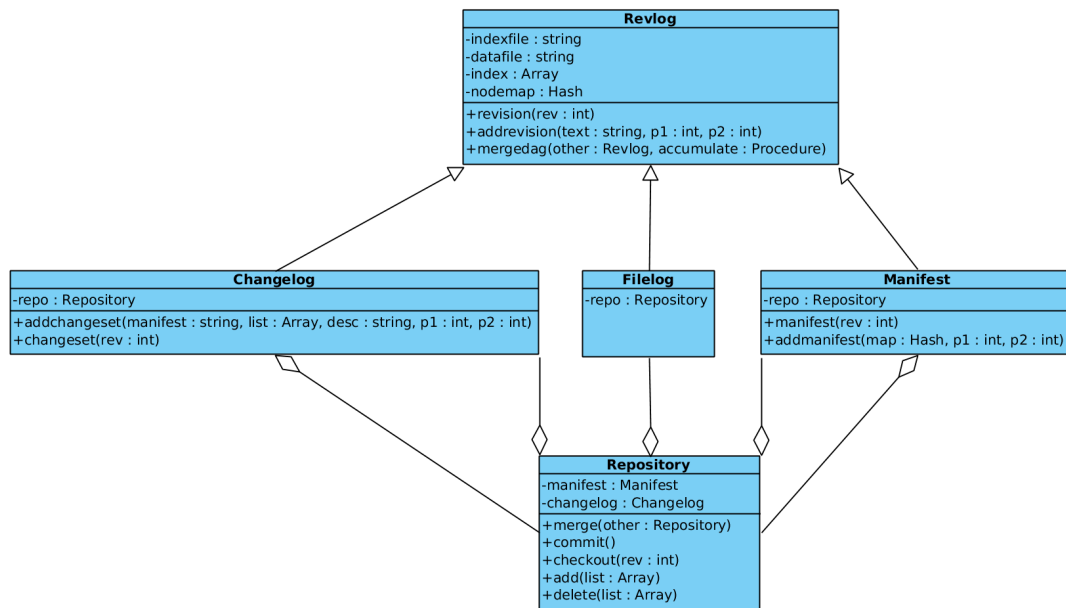 Revlog
-indexfile : string
-datafile : string
-index : Array
-nodemap : Hash
+revision(rev : int)
+addrevision(text : string, p1 : int, p2 : int)
+mergedag(other : Revlog, accumulate : Procedure)
Changelog
-repo : Repository
+addchangeset(manifest : string, list : Array, desc : string, p1 : int, p2 : int)
+changeset(rev : int)
Filelog
-repo : Repository
Manifest
-repo : Repository
+manifest(rev : int)
+addmanifest(map : Hash, p1 : int, p2 : int)
Repository
-manifest : Manifest
-changelog : Changelog
+merge(other : Repository)
+commit()
+checkout(rev : int)
+add(list : Array)
+delete(list : Array)